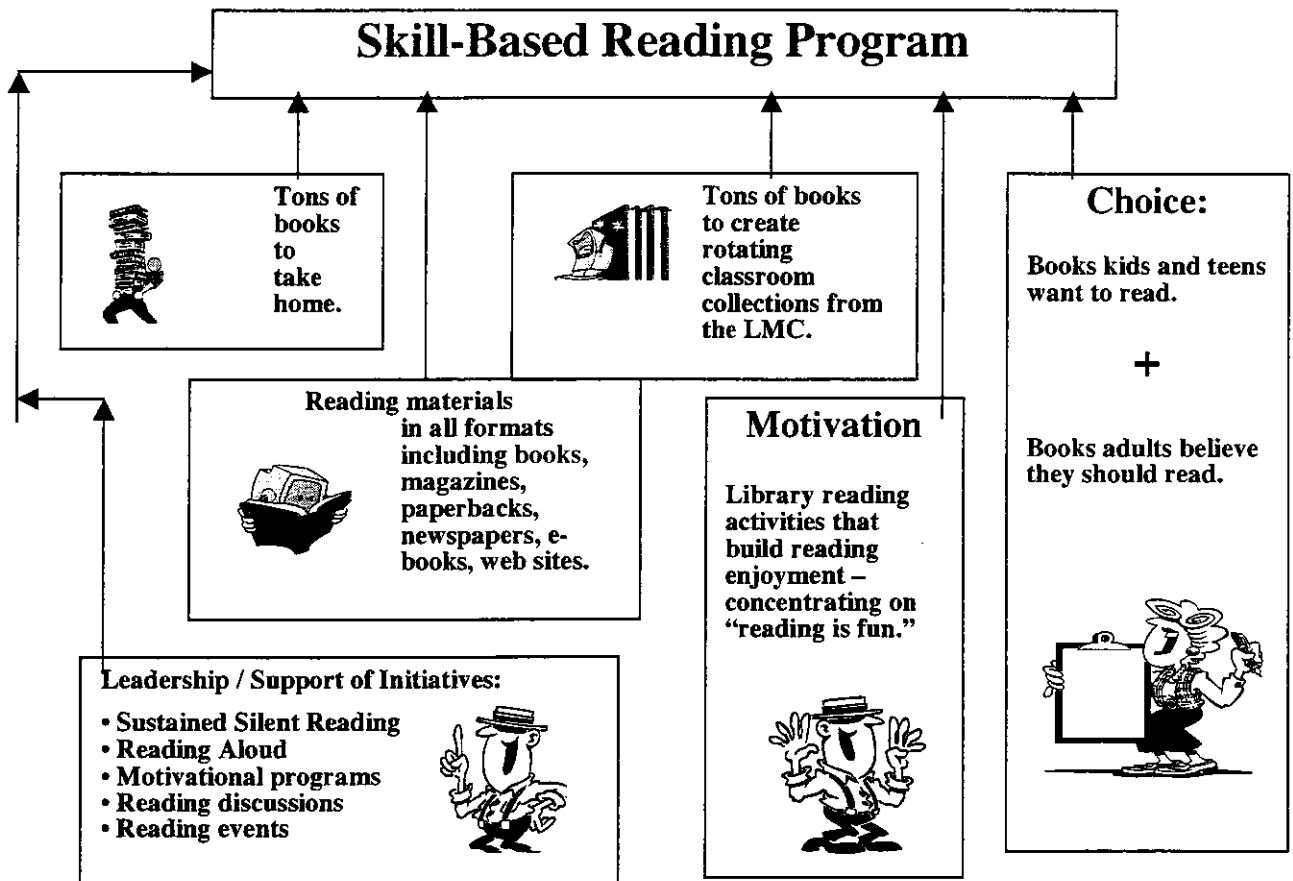 Skill-Based Reading Program
Tons of
books
to
take
home.
Tons of books
to create
rotating
classroom
collections from
the LMC.
Choice:
Books kids and teens
want to read.
+
Books adults believe
they should read.
Reading materials
in all formats
including books,
magazines,
paperbacks,
newspapers, e-
books, web sites.
Motivation
Library reading
activities that
build reading
enjoyment –
concentrating on
“reading is fun.”
Leadership / Support of Initiatives:
• Sustained Silent Reading
• Reading Aloud
• Motivational programs
• Reading discussions
• Reading events